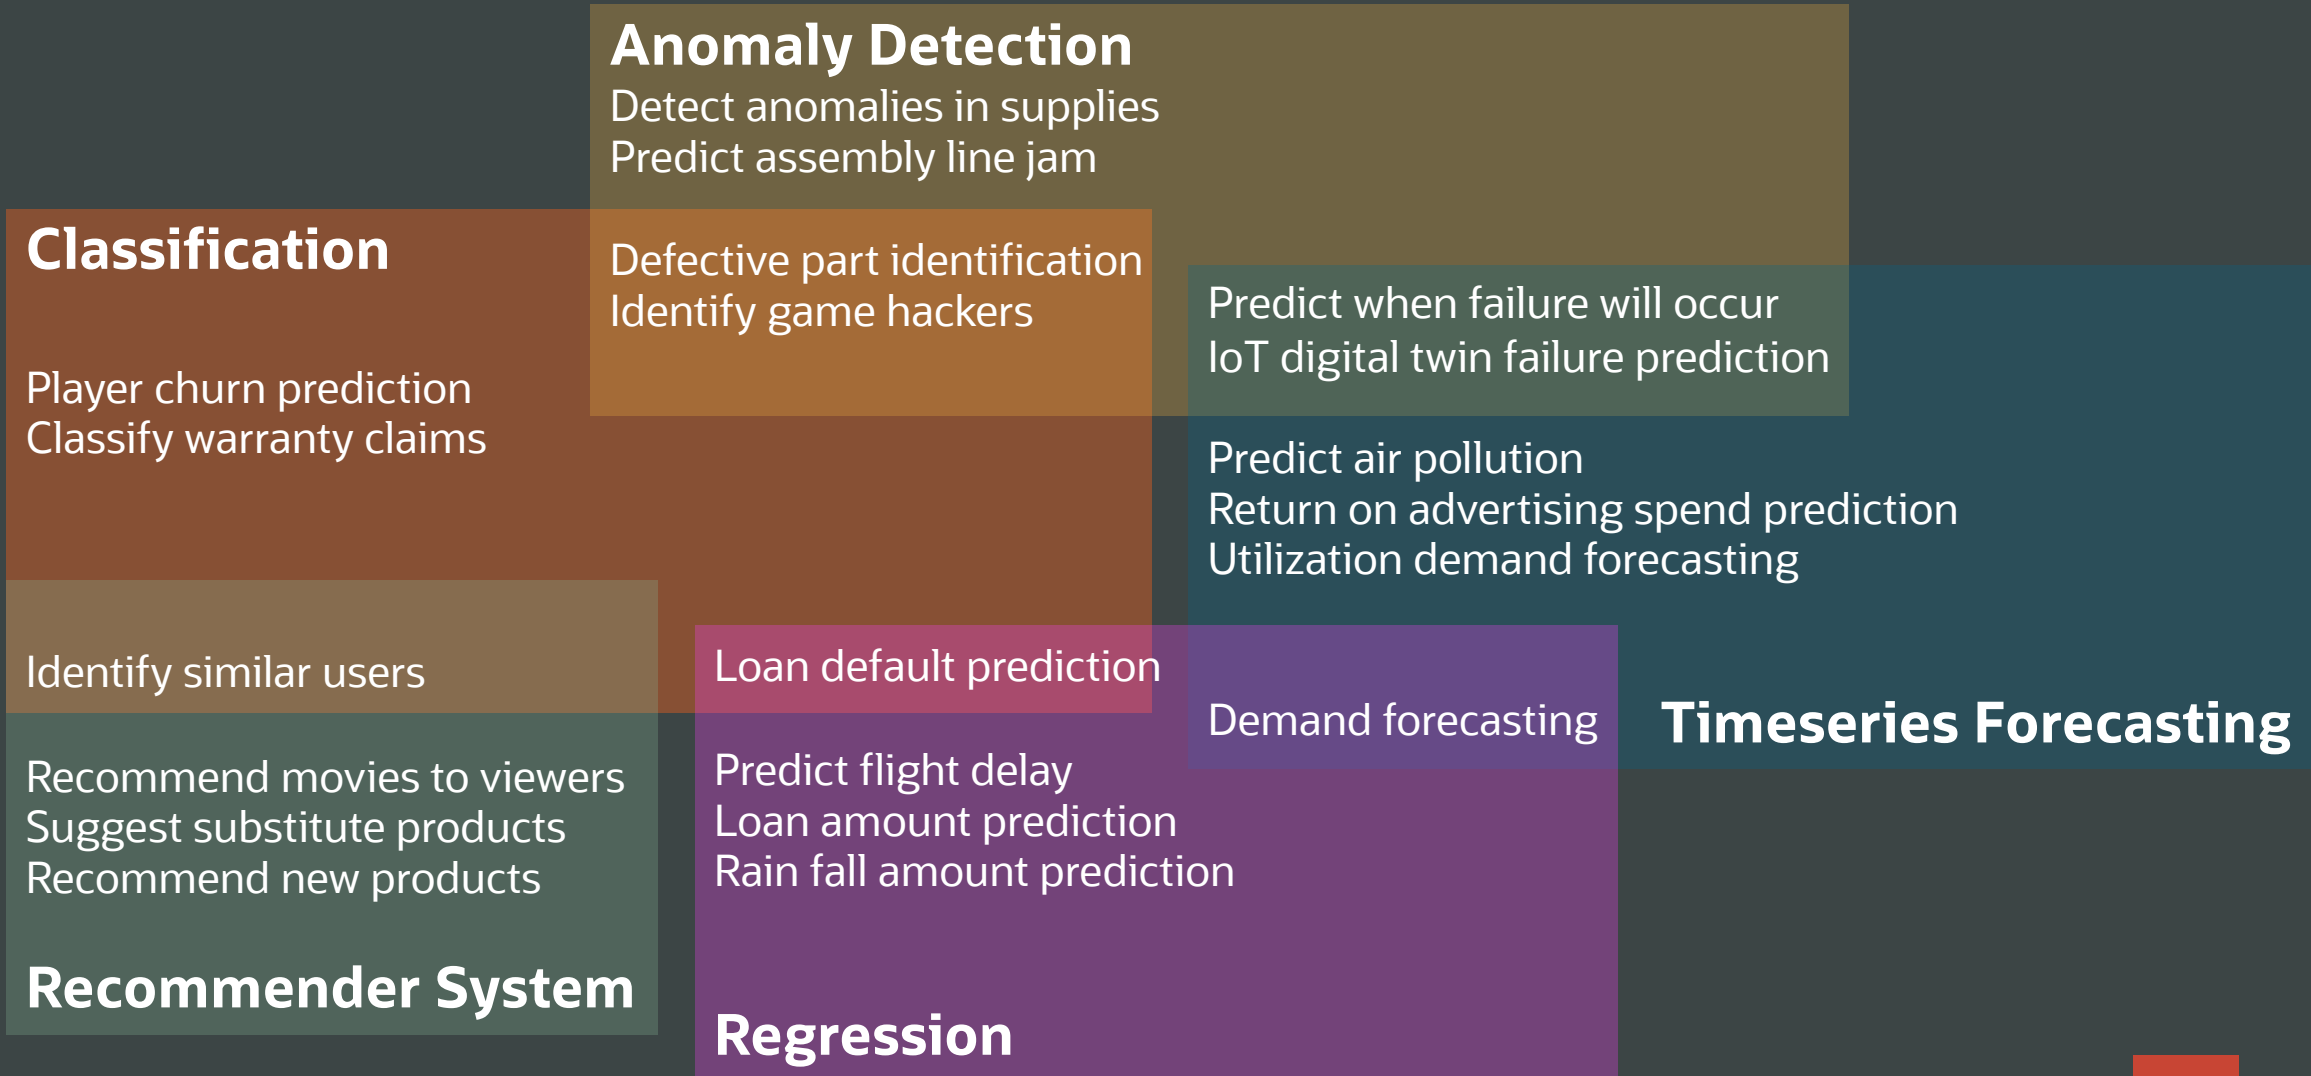 Anomaly Detection
Detect anomalies in supplies
Predict assembly line jam
Classification
Defective part identification
Identify game hackers
Player churn prediction
Classify warranty claims
Predict when failure will occur
IoT digital twin failure prediction
Predict air pollution
Return on advertising spend prediction
Utilization demand forecasting
Identify similar users
Loan default prediction
Demand forecasting
Timeseries Forecasting
Recommend movies to viewers
Suggest substitute products
Recommend new products
Recommender System
Predict flight delay
Loan amount prediction
Rain fall amount prediction
Regression